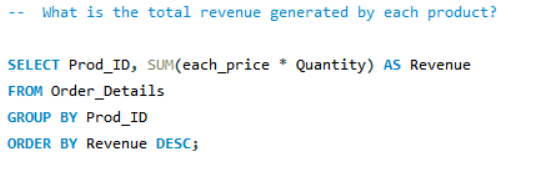 -- What is the total revenue generated by each product?
SELECT Prod_ID, SUM(each_price * Quantity) AS Revenue
FROM Order_Details
GROUP BY Prod_ID
ORDER BY Revenue DESC;